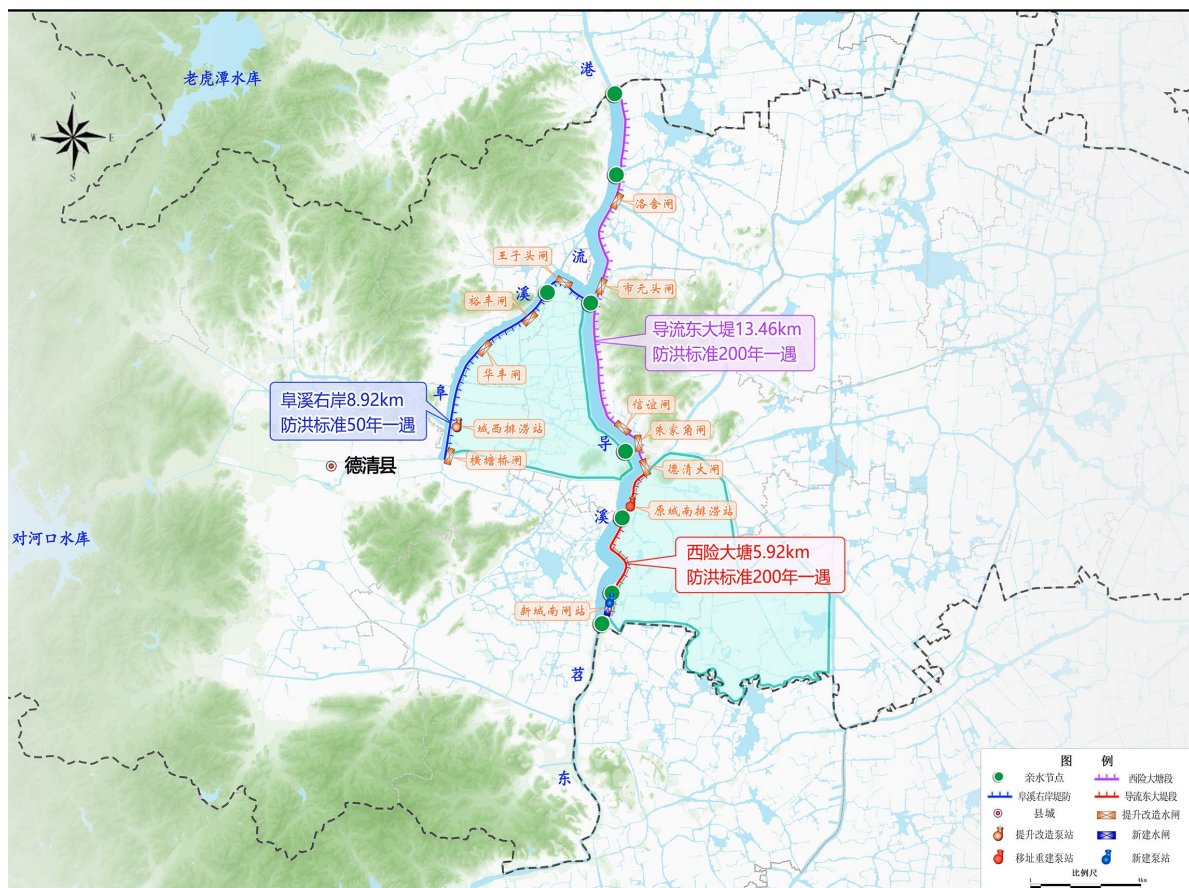 港
老虎潭水库
N
W E
S
洛舍闸
王子头闸
流
溪
市元头闸
裕丰闸
导流东大堤13.46km
防洪标准200年一遇
华丰闸
阜
阜溪右岸8.92km
防洪标准50年一遇
信谊闸
城西排涝站
朱家角闸
导
横塘桥闸
德清县
德清大闸
原城南排涝站
溪
对河口水库
西险大塘5.92km
防洪标准200年一遇
新城南闸站
苕
东
图 例
亲水节点
西险大塘段
阜溪右岸堤防
导流东大堤段
县城
提升改造水闸
提升改造泵站
新建水闸
移址重建泵站
新建泵站
比例尺
1 4km